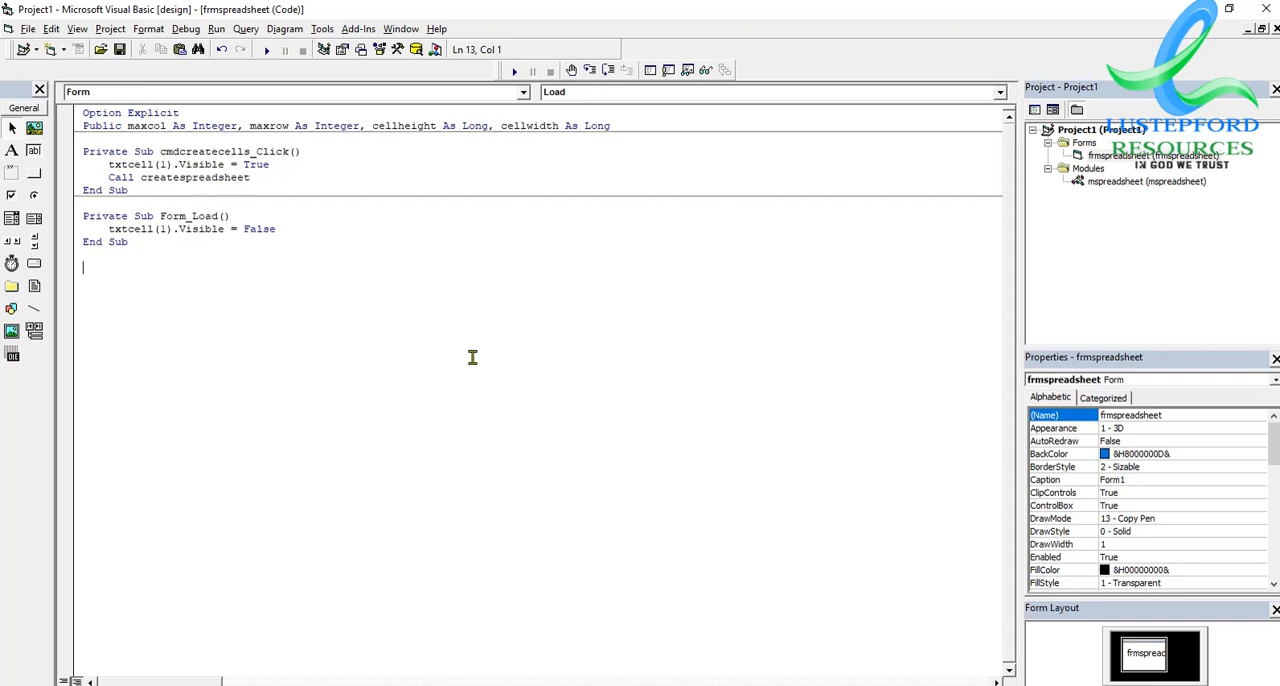 Project1 - Microsoft Visual Basic [design] - [frmspreadsheet (Code)]
File Edit View Project Format Debug Run Query Diagram Tools Add-Ins Window Help
Ln 13, Col 1
General
Form
Load
Option Explicit
Public maxcol As Integer, maxrow As Integer, cellheight As Long, cellwidth As Long
Private Sub cmdcreatecells_Click()
txtcell(1).Visible = True
Call createspreadsheet
End Sub
Private Sub Form_Load()
txtcell(1).Visible = False
End Sub
Project - Project1
Project1 (Project1)
Forms
frmspreadsheet (frmspreadsheet)
Modules
mspreadsheet (mspreadsheet)
LUSTEPFORD
RESOURCES
IN GOD WE TRUST
Properties - frmspreadsheet
frmspreadsheet Form
Alphabetic Categorized
(Name) frmspreadsheet
Appearance 1 - 3D
AutoRedraw False
BackColor &H8000000D&
BorderStyle 2 - Sizable
Caption Form1
ClipControls True
ControlBox True
DrawMode 13 - Copy Pen
DrawStyle 0 - Solid
DrawWidth 1
Enabled True
FillColor &H00000000&
FillStyle 1 - Transparent
Form Layout
frmspread